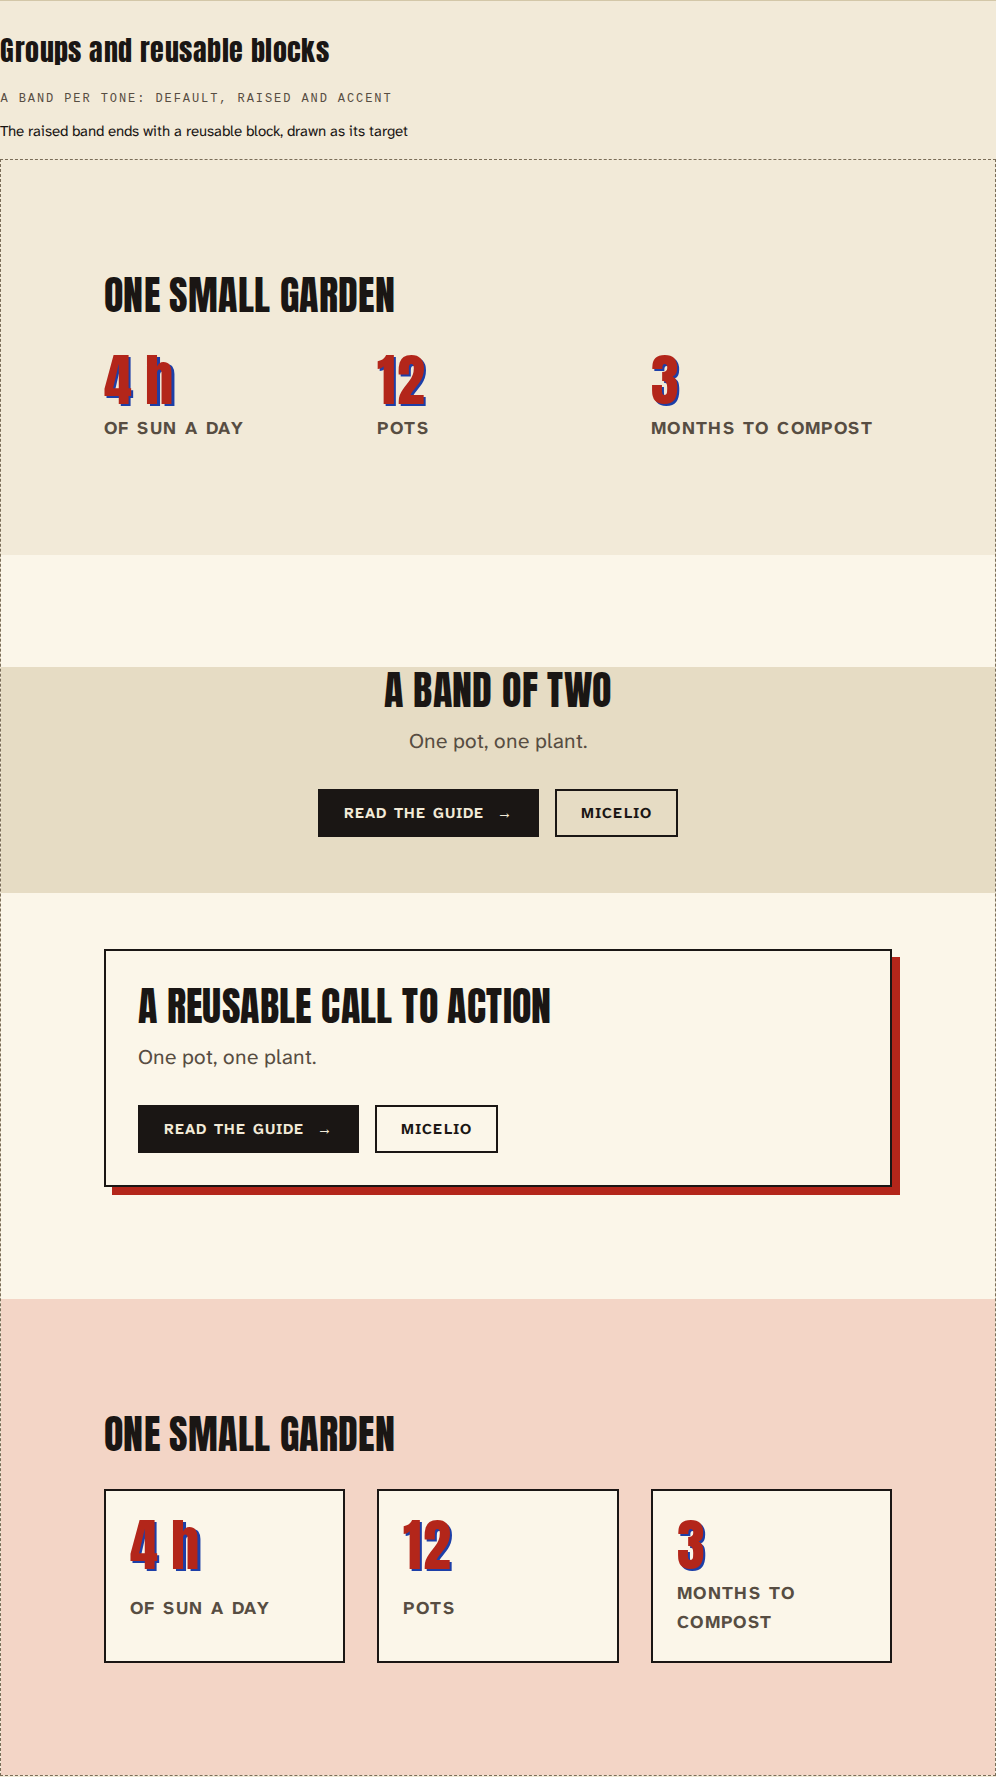 Groups and reusable blocks
A BAND PER TONE: DEFAULT, RAISED AND ACCENT
The raised band ends with a reusable block, drawn as its target
ONE SMALL GARDEN
4 h
OF SUN A DAY
12
POTS
3
MONTHS TO COMPOST
A BAND OF TWO
One pot, one plant.
READ THE GUIDE →
MICELIO
A REUSABLE CALL TO ACTION
One pot, one plant.
READ THE GUIDE →
MICELIO
ONE SMALL GARDEN
4 h
OF SUN A DAY
12
POTS
3
MONTHS TO
COMPOST